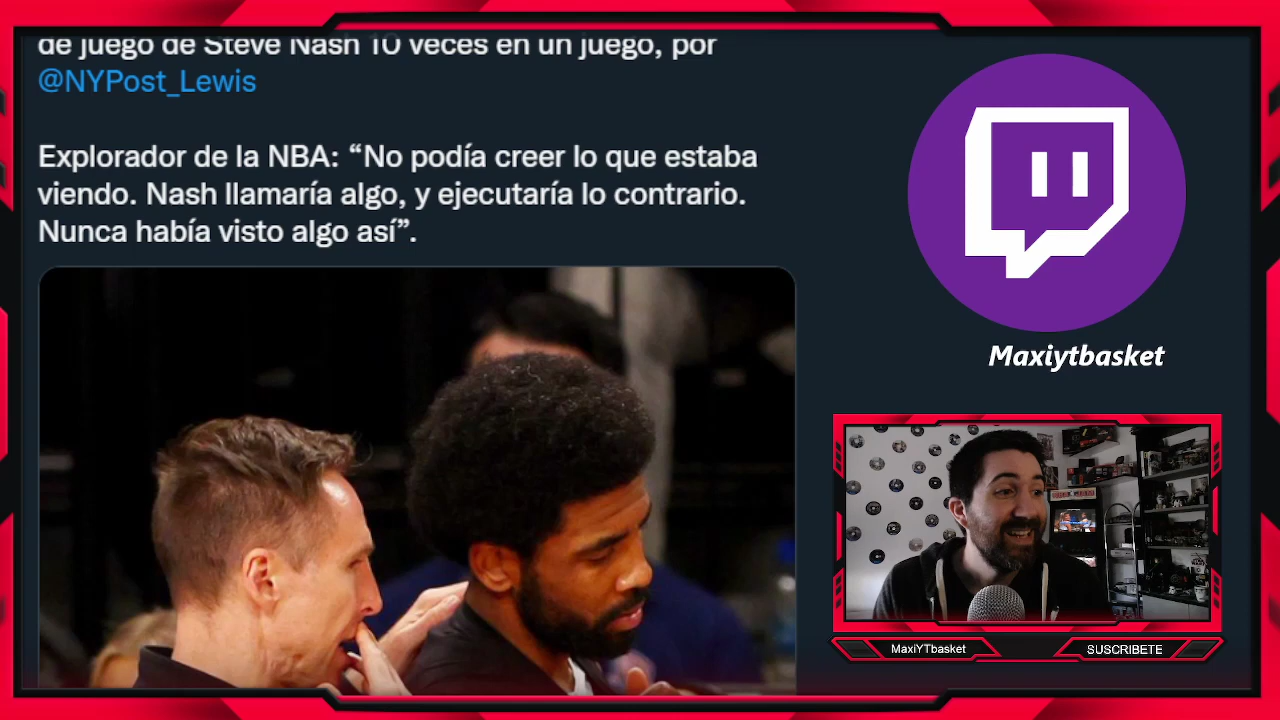 de juego de Steve Nash 10 veces en un juego, por
@NYPost_Lewis
Explorador de la NBA: “No podía creer lo que estaba
viendo. Nash llamaría algo, y ejecutaría lo contrario.
Nunca había visto algo así”.
Maxiytbasket
MaxiYTbasket
SUSCRIBETE